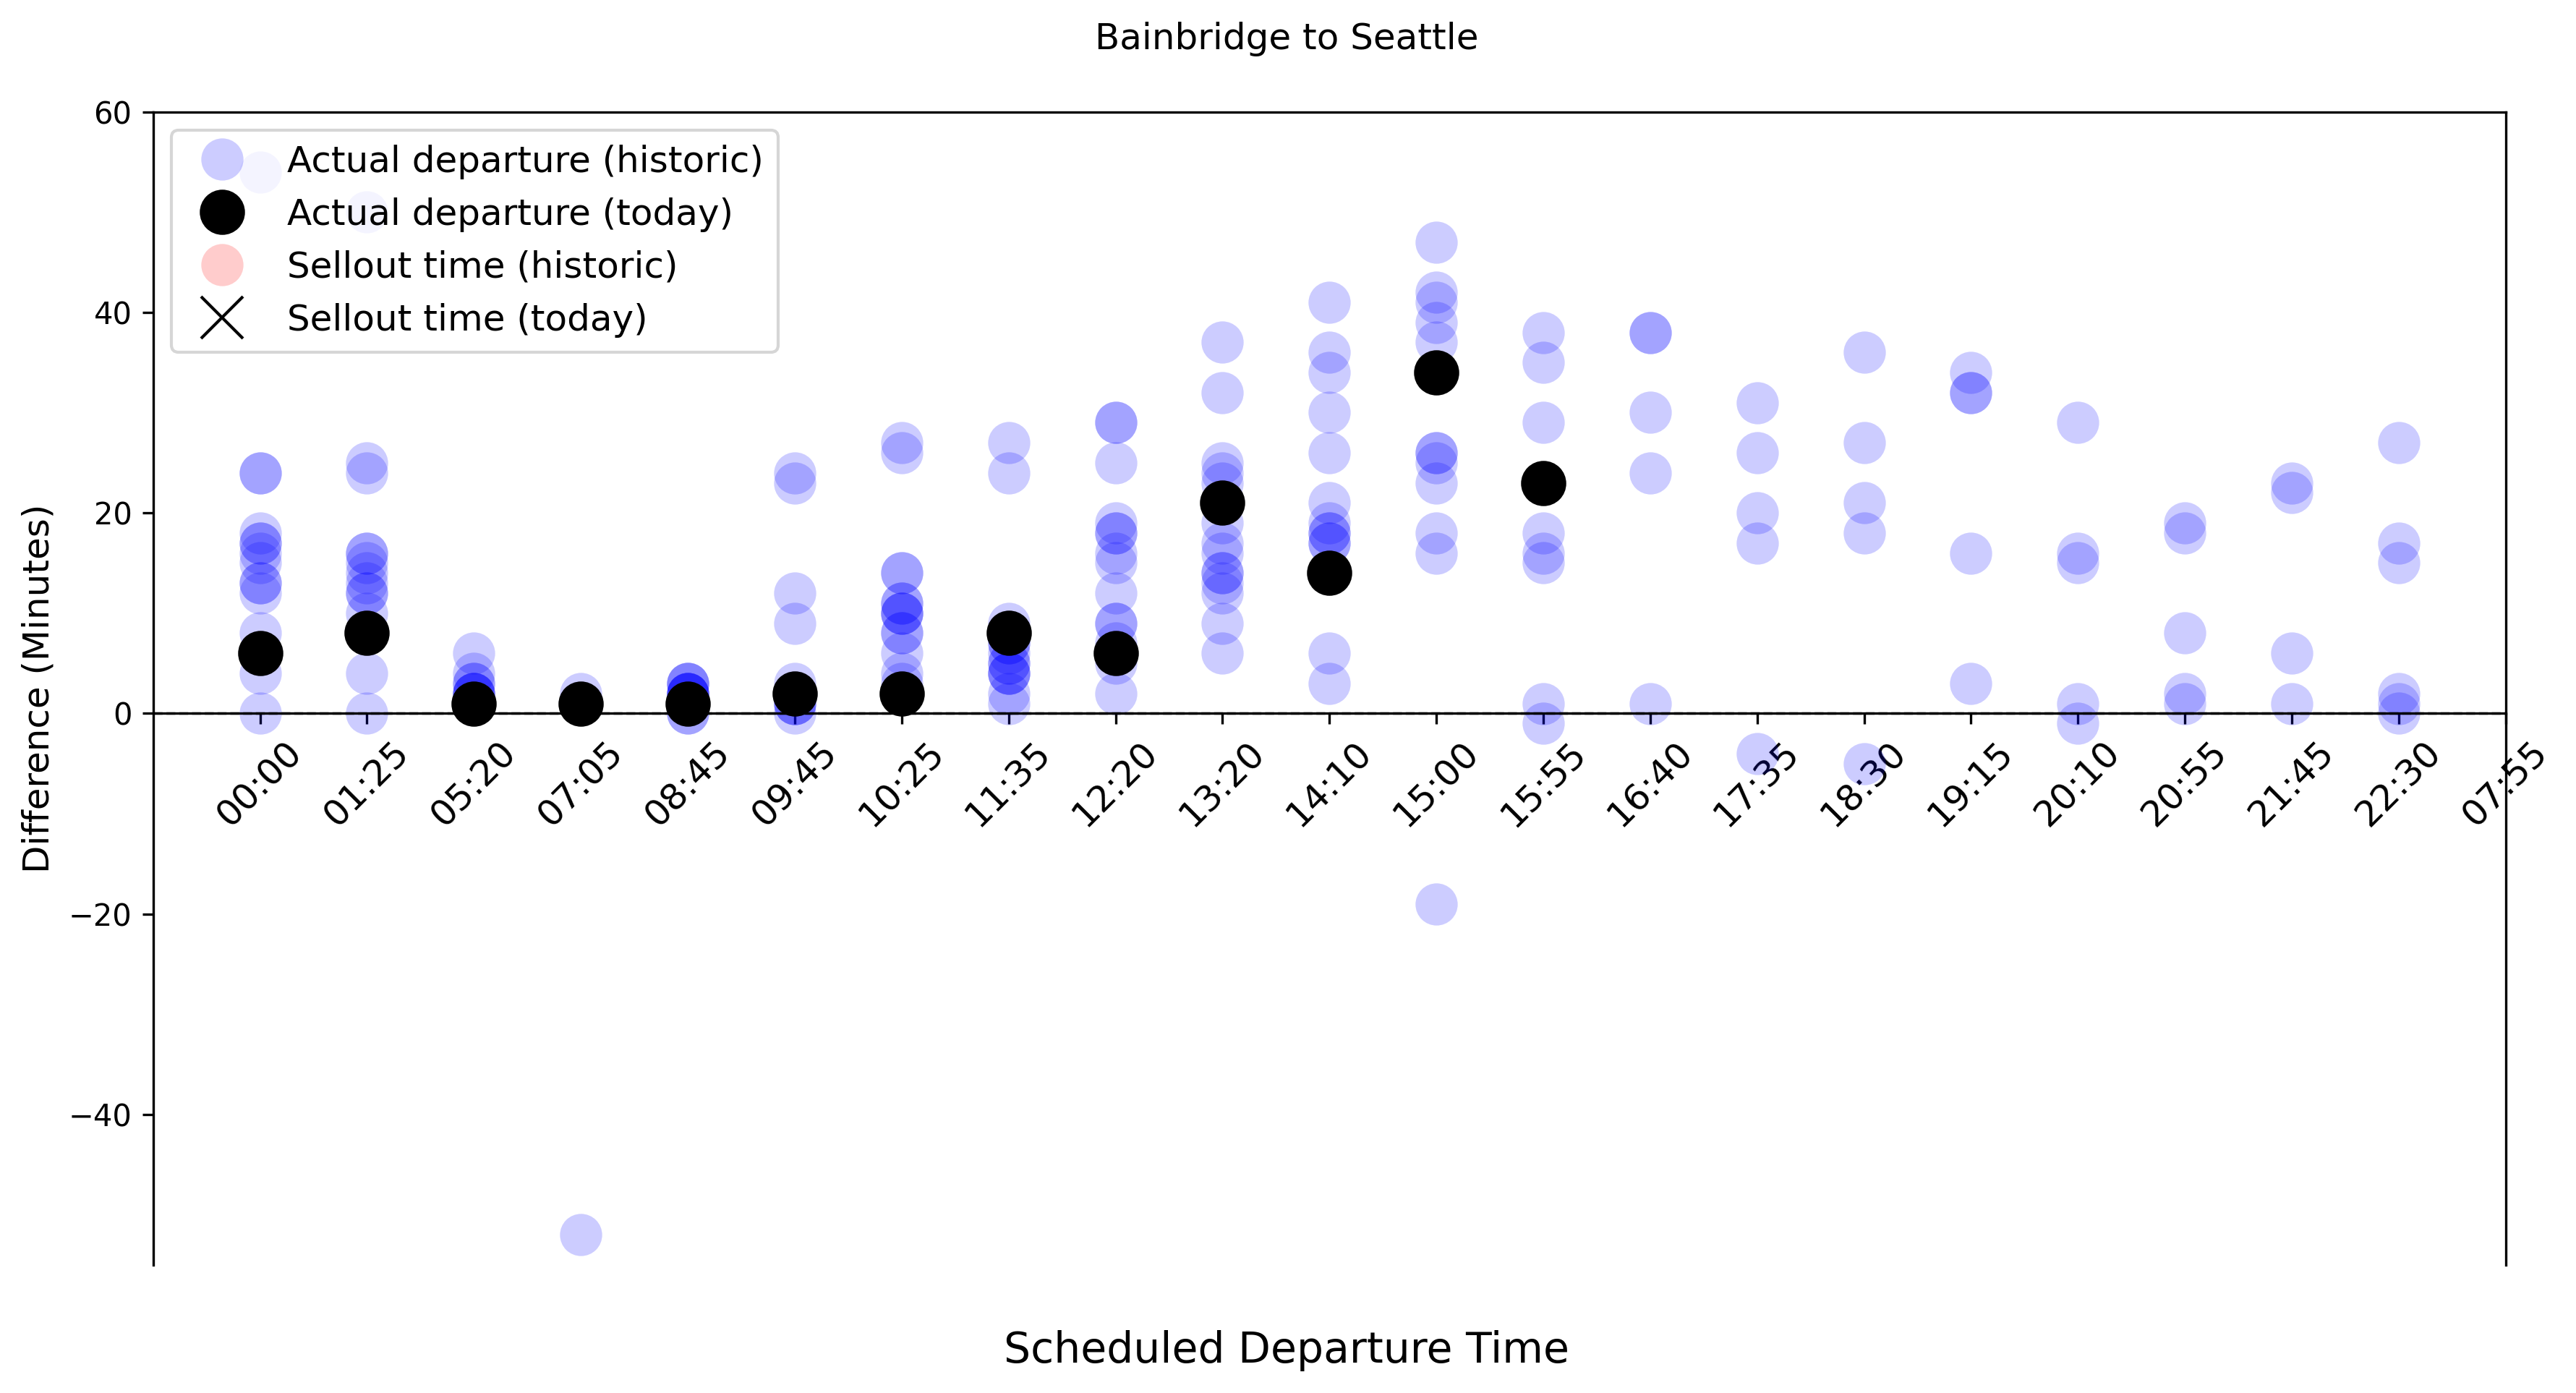 Bainbridge to Seattle
60
Actual departure (historic)
Actual departure (today)
Sellout time (historic)
Sellout time (today)
40
20
0
−20
−40
Difference (Minutes)
00:00 01:25 05:20 07:05 08:45 09:45 10:25 11:35 12:20 13:20 14:10 15:00 15:55 16:40 17:35 18:30 19:15 20:10 20:55 21:45 22:30 07:55
Scheduled Departure Time